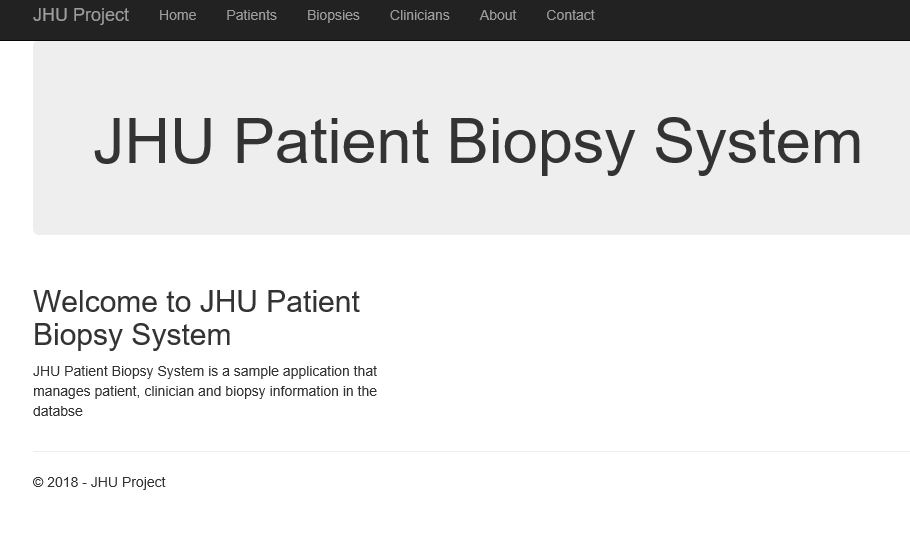 JHU Project Home Patients Biopsies Clinicians About Contact
JHU Patient Biopsy System
Welcome to JHU Patient
Biopsy System
JHU Patient Biopsy System is a sample application that
manages patient, clinician and biopsy information in the
databse
© 2018 - JHU Project